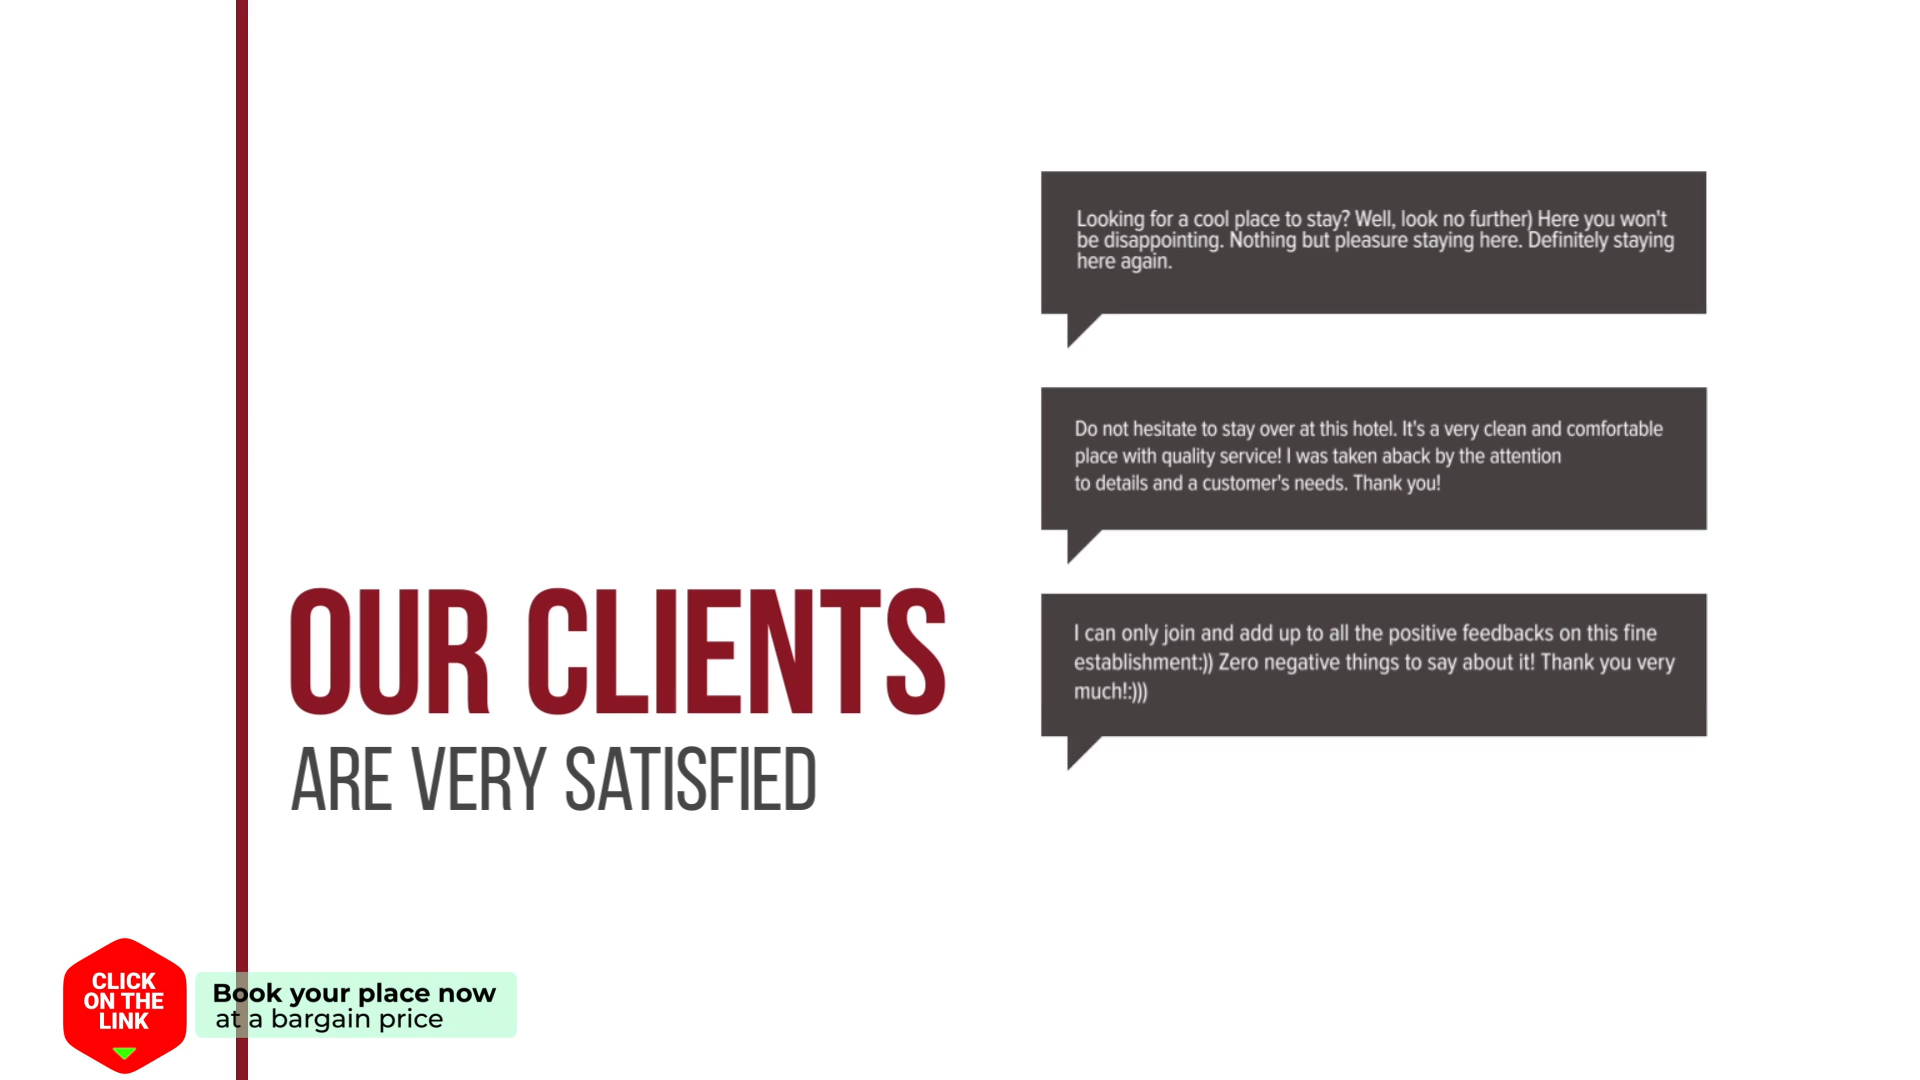 Looking for a cool place to stay? Well, look no further) Here you won't
be disappointing. Nothing but pleasure staying here. Definitely staying
here again.
Do not hesitate to stay over at this hotel. It's a very clean and comfortable
place with quality service! I was taken aback by the attention
to details and a customer's needs. Thank you!
I can only join and add up to all the positive feedbacks on this fine
establishment:)) Zero negative things to say about it! Thank you very
much!:)))
OUR CLIENTS
ARE VERY SATISFIED
CLICK
ON THE
LINK
Book your place now
at a bargain price